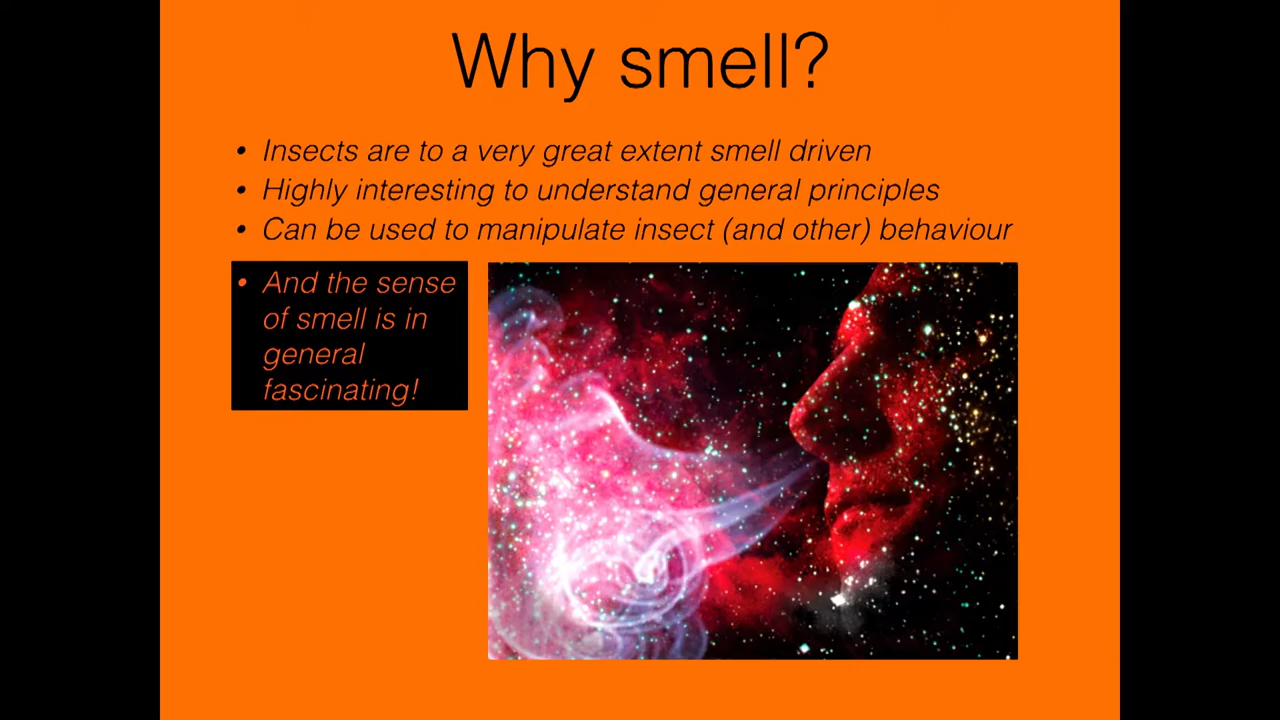 Why smell?
• Insects are to a very great extent smell driven
• Highly interesting to understand general principles
• Can be used to manipulate insect (and other) behaviour
• And the sense
of smell is in
general
fascinating!